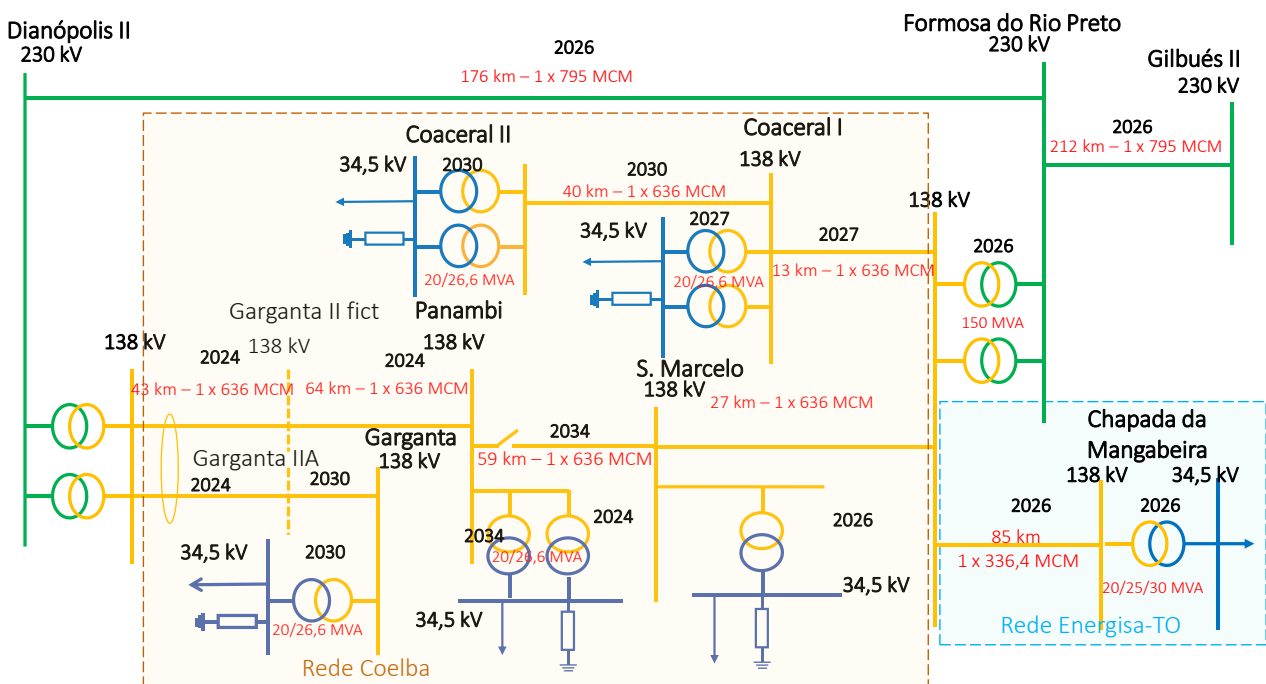 Dianópolis II
230 kV
2026
176 km – 1 x 795 MCM
Formosa do Rio Preto
230 kV
Gilbués II
230 kV
2026
212 km – 1 x 795 MCM
Coaceral II
34,5 kV
2030
2030
40 km – 1 x 636 MCM
20/26,6 MVA
Coaceral I
138 kV
34,5 kV
2027
20/26,6 MVA
2027
13 km – 1 x 636 MCM
138 kV
2026
150 MVA
Garganta II fict
138 kV
Panambi
138 kV
138 kV
2024
43 km – 1 x 636 MCM
2024
64 km – 1 x 636 MCM
S. Marcelo
138 kV
27 km – 1 x 636 MCM
Garganta
138 kV
2034
59 km – 1 x 636 MCM
Garganta IIA
2024
2030
34,5 kV
2030
20/26,6 MVA
2034
2024
20/26,6 MVA
34,5 kV
2026
34,5 kV
Rede Coelba
Chapada da
Mangabeira
138 kV
34,5 kV
2026
85 km
1 x 336,4 MCM
2026
20/25/30 MVA
Rede Energisa-TO